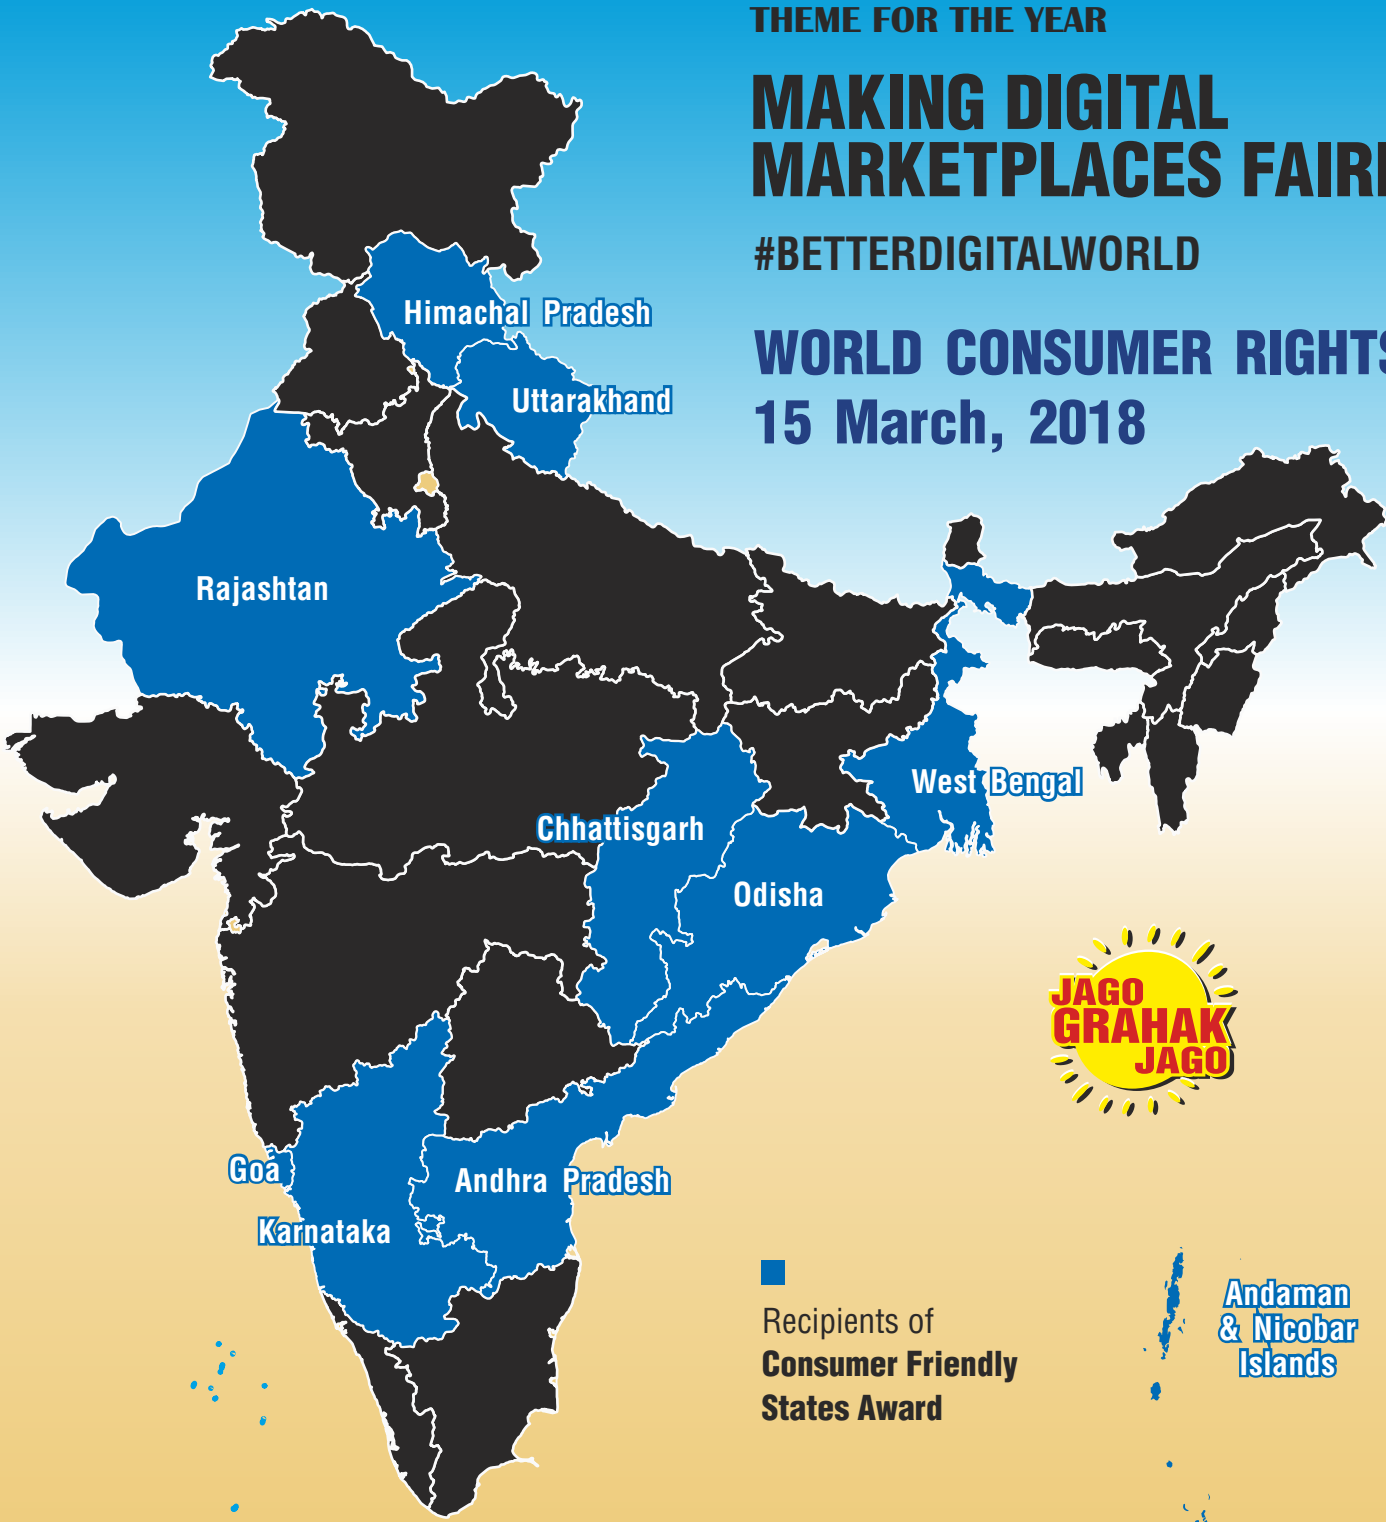 THEME FOR THE YEAR
MAKING DIGITAL
MARKETPLACES FAIR
#BETTERDIGITALWORLD
WORLD CONSUMER RIGHTS
15 March, 2018
Himachal Pradesh
Uttarakhand
Rajashtan
West Bengal
Chhattisgarh
Odisha
JAGO
GRAHAK
JAGO
Goa
Andhra Pradesh
Karnataka
Recipients of
Consumer Friendly
States Award
Andaman
& Nicobar
Islands